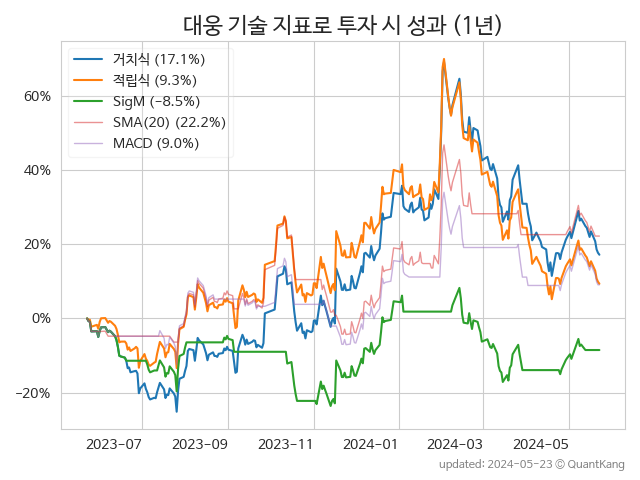 대웅 기술 지표로 투자 시 성과 (1년)
거치식 (17.1%)
적립식 (9.3%)
SigM (−8.5%)
SMA(20) (22.2%)
MACD (9.0%)
60%
40%
20%
0%
−20%
2023-07 2023-09 2023-11 2024-01 2024-03 2024-05
updated: 2024-05-23 ⓒ QuantKang